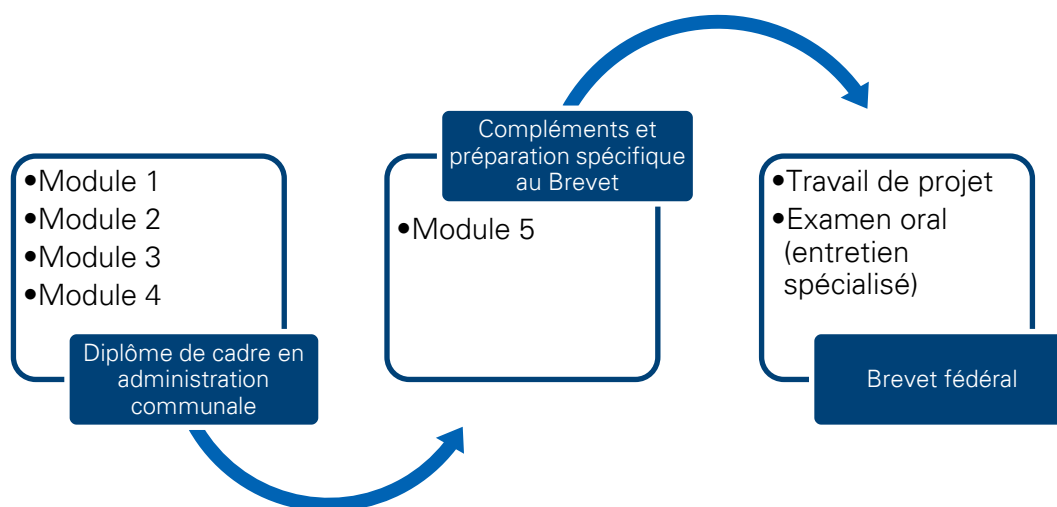 •Module 1
•Module 2
•Module 3
•Module 4
Diplôme de cadre en
administration
communale
Compléments et
préparation spécifique
au Brevet
•Module 5
•Travail de projet
•Examen oral
(entretien
spécialisé)
Brevet fédéral